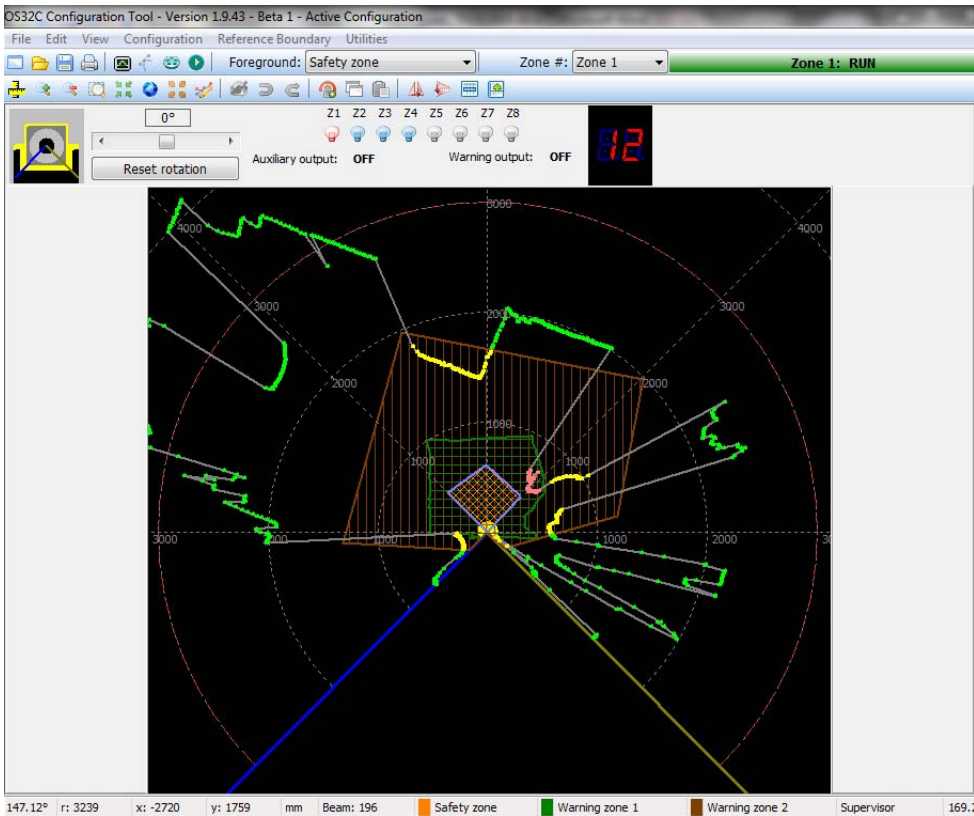 OS32C Configuration Tool - Version 1.9.43 - Beta 1 - Active Configuration
File Edit View Configuration Reference Boundary Utilities
Foreground: Safety zone Zone #: Zone 1 Zone 1: RUN
0° Z1 Z2 Z3 Z4 Z5 Z6 Z7 Z8
Reset rotation Auxiliary output: OFF Warning output: OFF 12
3000
4000 4000
3000 2000 3000
2000 2000
1000
1000 1000
3000 2000 1000 1000 2000 3
147.12° r: 3239 x: -2720 y: 1759 mm Beam: 196 Safety zone Warning zone 1 Warning zone 2 Supervisor 169.2